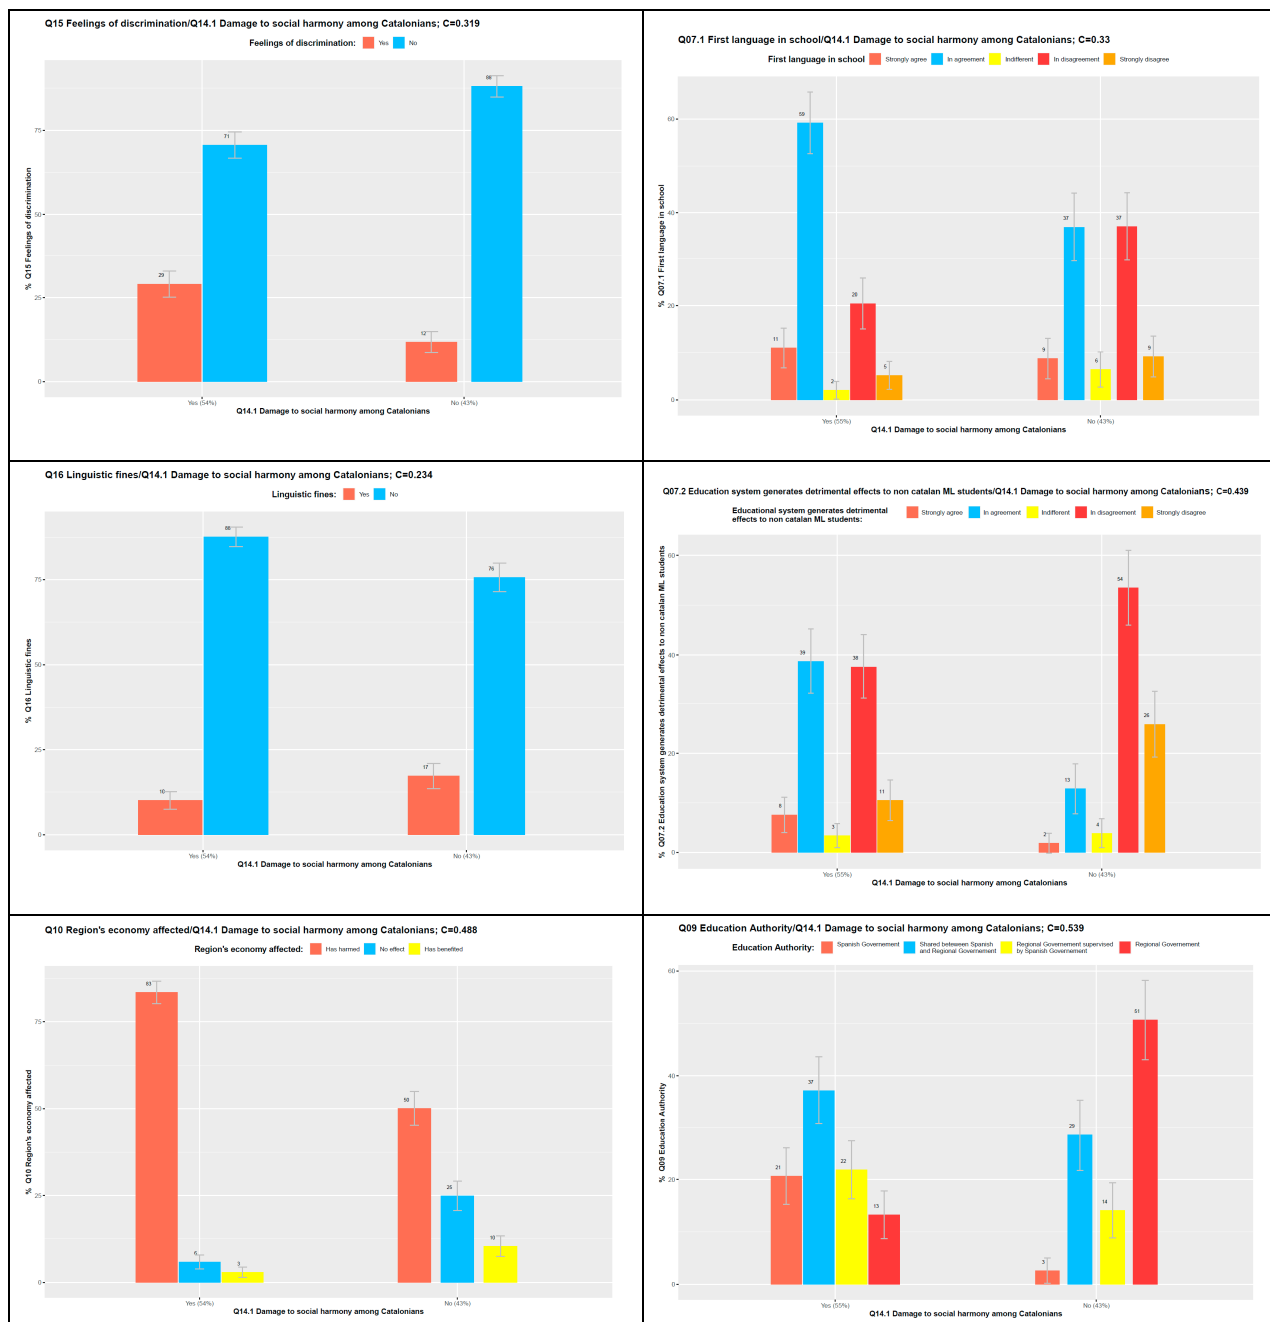 Q15 Feelings of discrimination/Q14.1 Damage to social harmony among Catalonians; C=0.319
Feelings of discrimination: Yes No
% Q15 Feelings of discrimination
75
50
25
0
29
71
12
88
Yes (54%) No (43%)
Q14.1 Damage to social harmony among Catalonians
Q07.1 First language in school/Q14.1 Damage to social harmony among Catalonians; C=0.33
First language in school Strongly agree In agreement Indiferent In disagreement Strongly disagree
% Q07.1 First language in school
60
40
20
0
11
59
2
20
5
9
37
6
37
9
Yes (55%) No (43%)
Q14.1 Damage to social harmony among Catalonians
Q16 Linguistic fines/Q14.1 Damage to social harmony among Catalonians; C=0.234
Linguistic fines: Yes No
% Q16 Linguistic fines
75
50
25
0
10
88
17
76
Yes (54%) No (43%)
Q14.1 Damage to social harmony among Catalonians
Q07.2 Education system generates detrimental effects to non catalan ML students/Q14.1 Damage to social harmony among Catalonians; C=0.439
Educational system generates detrimental
effects to non catalan ML students:
Strongly agree In agreement Indiferent In disagreement Strongly disagree
% Q07.2 Education system generates detrimental effects to non catalan ML students
60
40
20
0
8
39
3
38
11
2
13
4
54
26
Yes (55%) No (43%)
Q14.1 Damage to social harmony among Catalonians
Q10 Region's economy affected/Q14.1 Damage to social harmony among Catalonians; C=0.488
Region's economy affected: Has harmed No effect Has benefited
% Q10 Region's economy affected
75
50
25
0
83
6
3
50
25
10
Yes (54%) No (43%)
Q14.1 Damage to social harmony among Catalonians
Q09 Education Authority/Q14.1 Damage to social harmony among Catalonians; C=0.539
Education Authority:
Spanish Governement
Shared between Spanish
and Regional Governement
Regional Governement supervised
by Spanish Governement
Regional Governement
% Q09 Education Authority
60
40
20
0
21
37
22
13
3
29
14
51
Yes (55%) No (43%)
Q14.1 Damage to social harmony among Catalonians